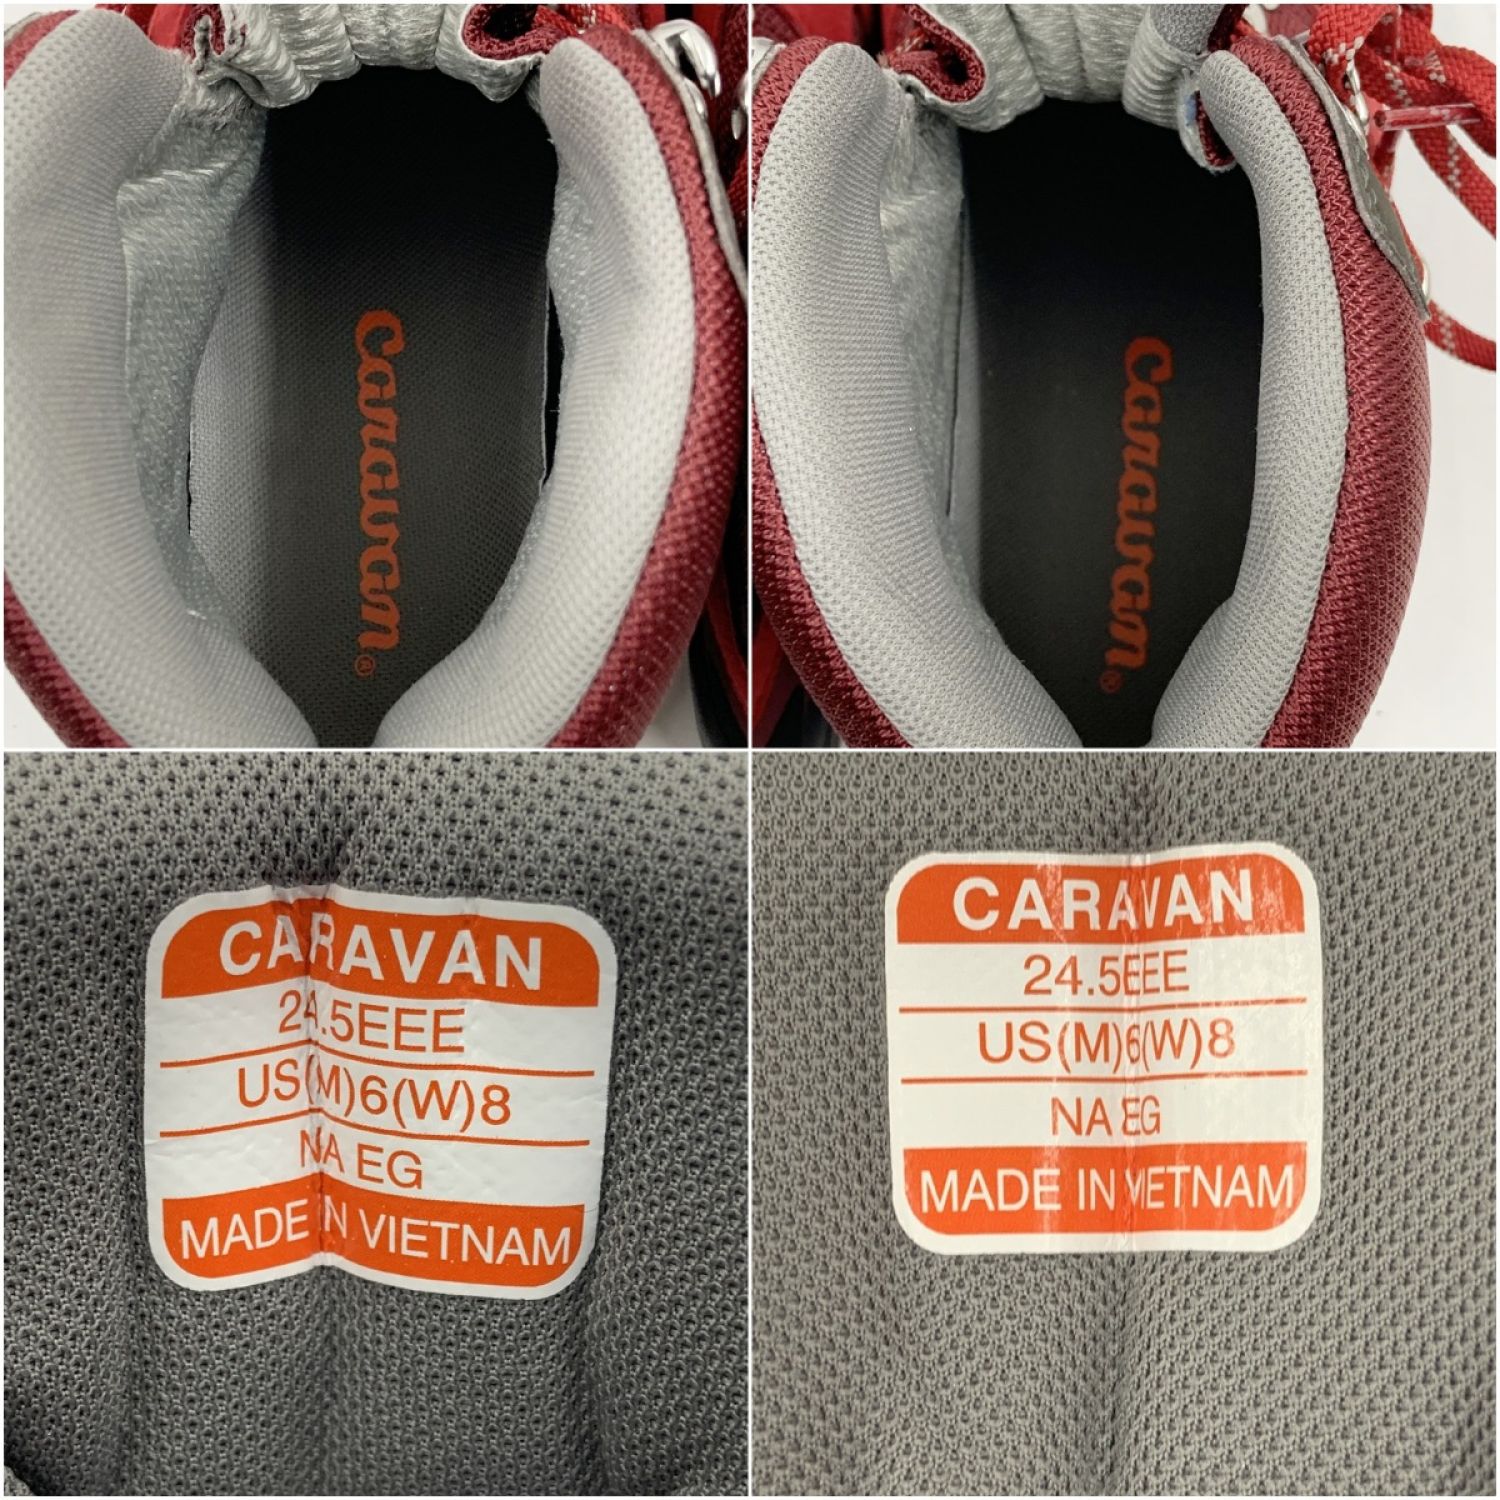 Caravan®
Caravan®
CARAVAN
24.5EEE
US(M)6(W)8
NA EG
MADE IN VIETNAM
CARAVAN
24.5EEE
US(M)6(W)8
NA EG
MADE IN VIETNAM